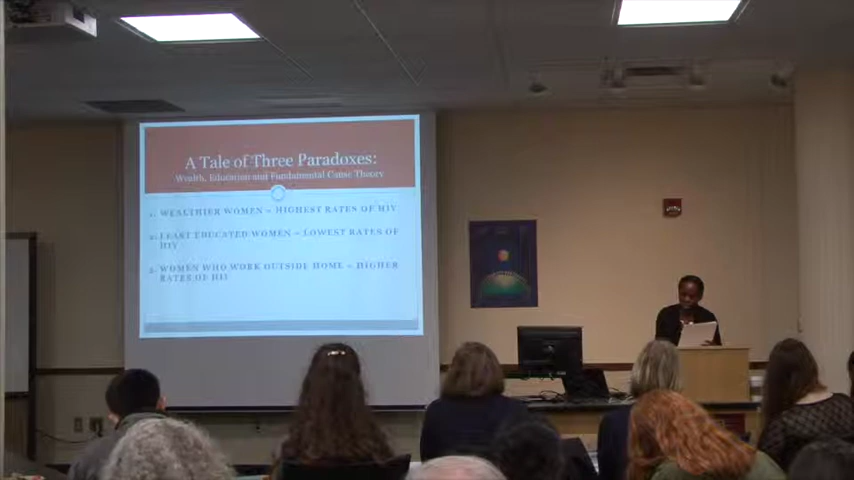 A Tale of Three Paradoxes:
Wealth, Education and Fundamental Cause Theory
1. WEALTHIER WOMEN = HIGHEST RATES OF HIV
2. LEAST EDUCATED WOMEN = LOWEST RATES OF
HIV
3. WOMEN WHO WORK OUTSIDE HOME = HIGHER
RATES OF HIV